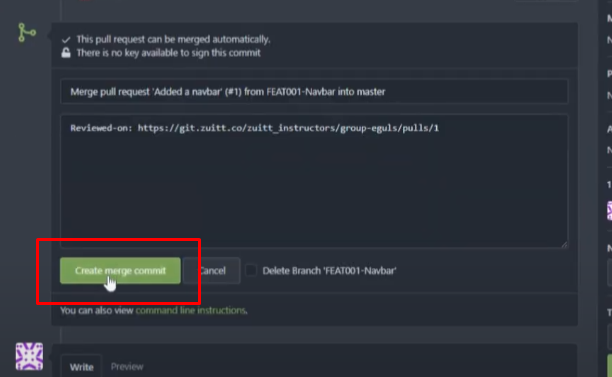 This pull request can be merged automatically.
There is no key available to sign this commit
Merge pull request 'Added a navbar' (#1) from FEAT001-Navbar into master
Reviewed-on: https://git.zuitt.co/zuitt_instructors/group-eguls/pulls/1
Create merge commit
Cancel
Delete Branch 'FEAT001-Navbar'
You can also view command line instructions.
Write
Preview